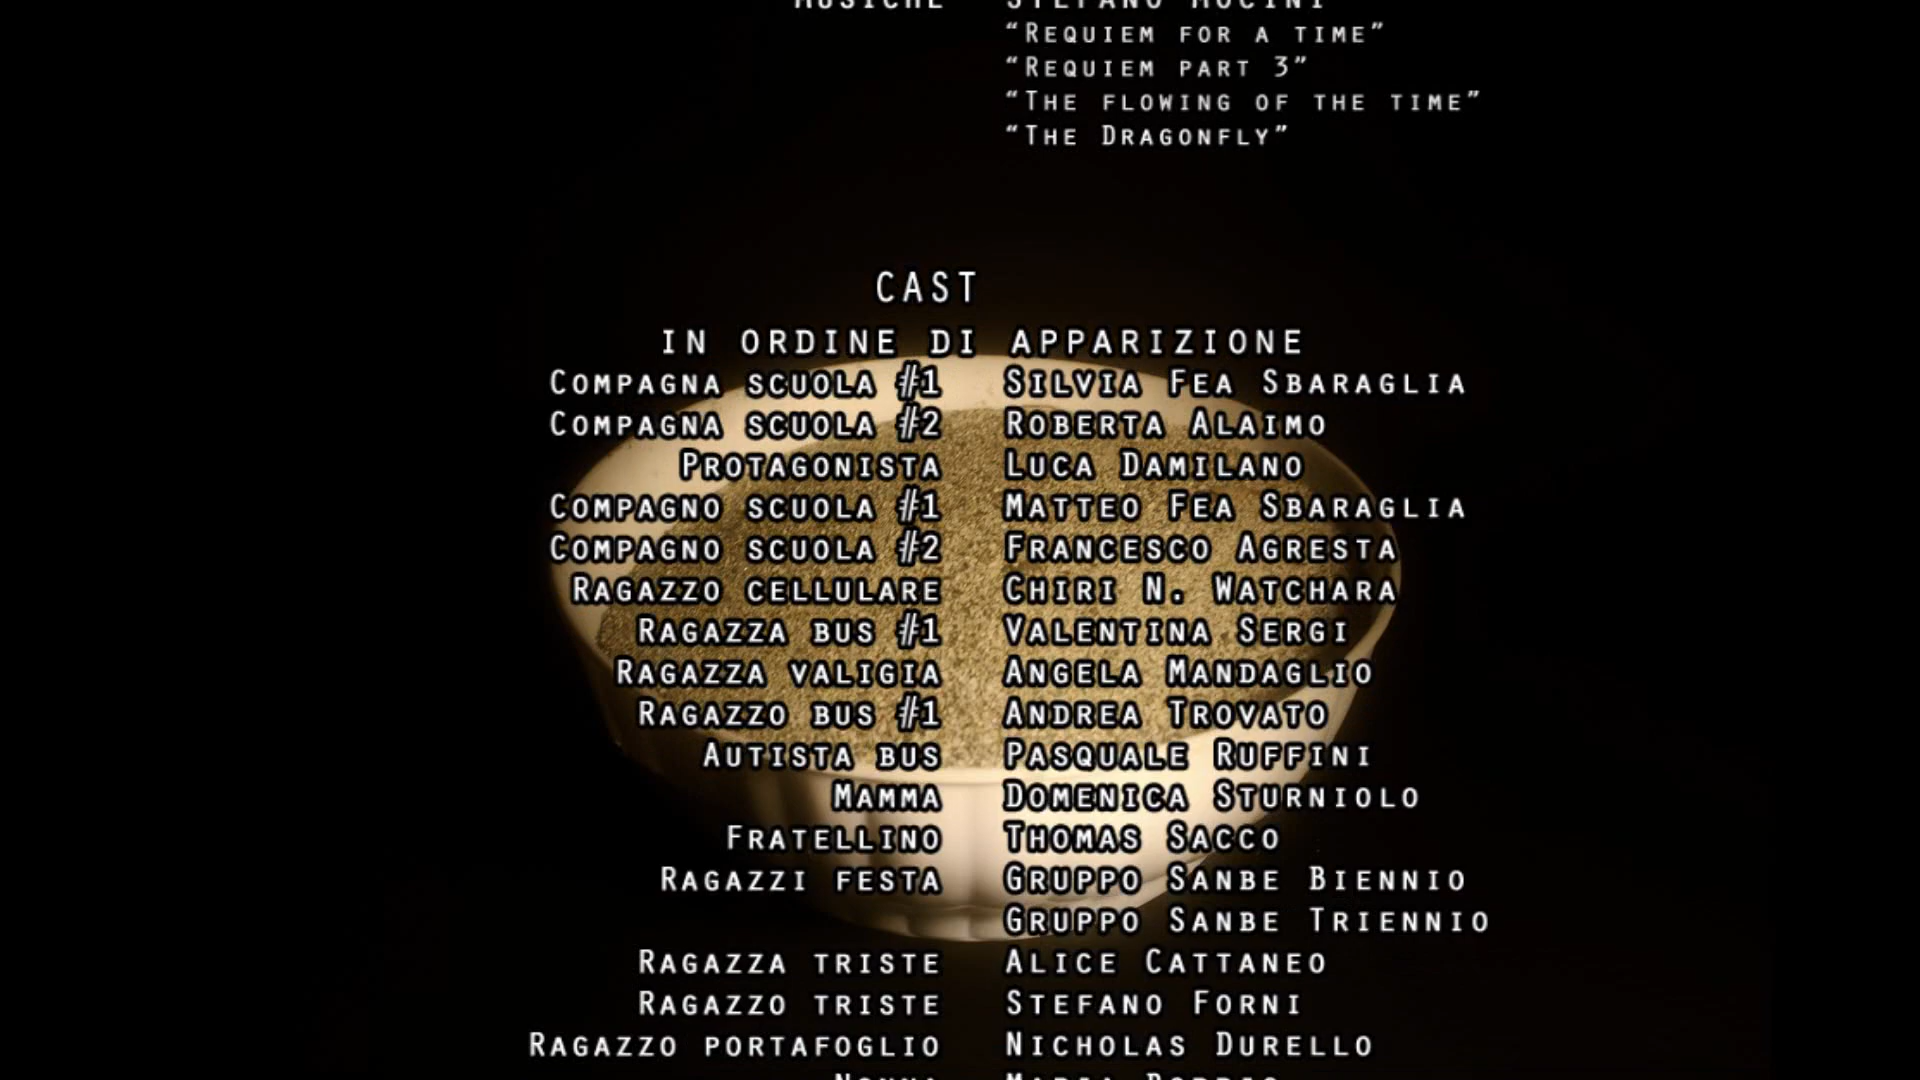 MUSICHE STEFANO MOCINI
“REQUIEM FOR A TIME”
“REQUIEM PART 3”
“THE FLOWING OF THE TIME”
“THE DRAGONFLY”
CAST
IN ORDINE DI APPARIZIONE
COMPAGNA SCUOLA #1 SILVIA FEA SBARAGLIA
COMPAGNA SCUOLA #2 ROBERTA ALAIMO
PROTAGONISTA LUCA DAMILANO
COMPAGNO SCUOLA #1 MATTEO FEA SBARAGLIA
COMPAGNO SCUOLA #2 FRANCESCO AGRESTA
RAGAZZO CELLULARE CHIRI N. WATCHARA
RAGAZZA BUS #1 VALENTINA SERGI
RAGAZZA VALIGIA ANGELA MANDAGLIO
RAGAZZO BUS #1 ANDREA TROVATO
AUTISTA BUS PASQUALE RUFFINI
MAMMA DOMENICA STURNIOLO
FRATELLINO THOMAS SACCO
RAGAZZI FESTA GRUPPO SANBE BIENNIO
GRUPPO SANBE TRIENNIO
RAGAZZA TRISTE ALICE CATTANEO
RAGAZZO TRISTE STEFANO FORNI
RAGAZZO PORTAFOGLIO NICHOLAS DURELLO